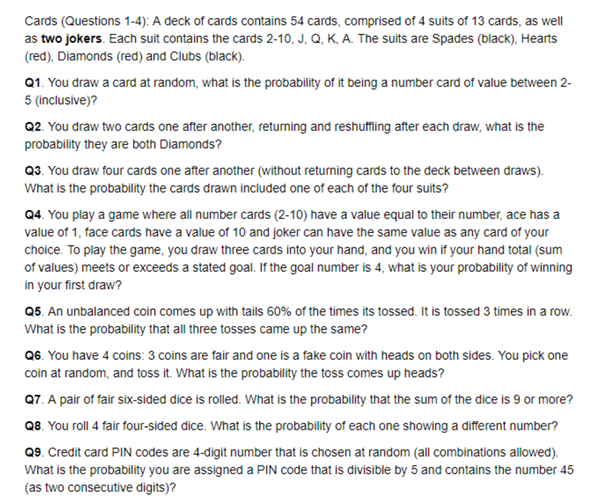 Cards (Questions 1-4): A deck of cards contains 54 cards, comprised of 4 suits of 13 cards, as well
as two jokers. Each suit contains the cards 2-10, J, Q, K, A. The suits are Spades (black), Hearts
(red), Diamonds (red) and Clubs (black).
Q1. You draw a card at random, what is the probability of it being a number card of value between 2-
5 (inclusive)?
Q2. You draw two cards one after another, returning and reshuffling after each draw, what is the
probability they are both Diamonds?
Q3. You draw four cards one after another (without returning cards to the deck between draws).
What is the probability the cards drawn included one of each of the four suits?
Q4. You play a game where all number cards (2-10) have a value equal to their number, ace has a
value of 1, face cards have a value of 10 and joker can have the same value as any card of your
choice. To play the game, you draw three cards into your hand, and you win if your hand total (sum
of values) meets or exceeds a stated goal. If the goal number is 4, what is your probability of winning
in your first draw?
Q5. An unbalanced coin comes up with tails 60% of the times its tossed. It is tossed 3 times in a row.
What is the probability that all three tosses came up the same?
Q6. You have 4 coins: 3 coins are fair and one is a fake coin with heads on both sides. You pick one
coin at random, and toss it. What is the probability the toss comes up heads?
Q7. A pair of fair six-sided dice is rolled. What is the probability that the sum of the dice is 9 or more?
Q8. You roll 4 fair four-sided dice. What is the probability of each one showing a different number?
Q9. Credit card PIN codes are 4-digit number that is chosen at random (all combinations allowed).
What is the probability you are assigned a PIN code that is divisible by 5 and contains the number 45
(as two consecutive digits)?